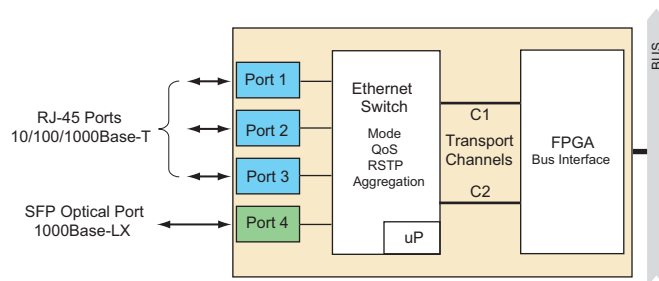 RJ-45 Ports
10/100/1000Base-T
SFP Optical Port
1000Base-LX
Port 1
Port 2
Port 3
Port 4
Ethernet
Switch
Mode
QoS
RSTP
Aggregation
uP
C1
Transport
Channels
C2
FPGA
Bus Interface
BUS